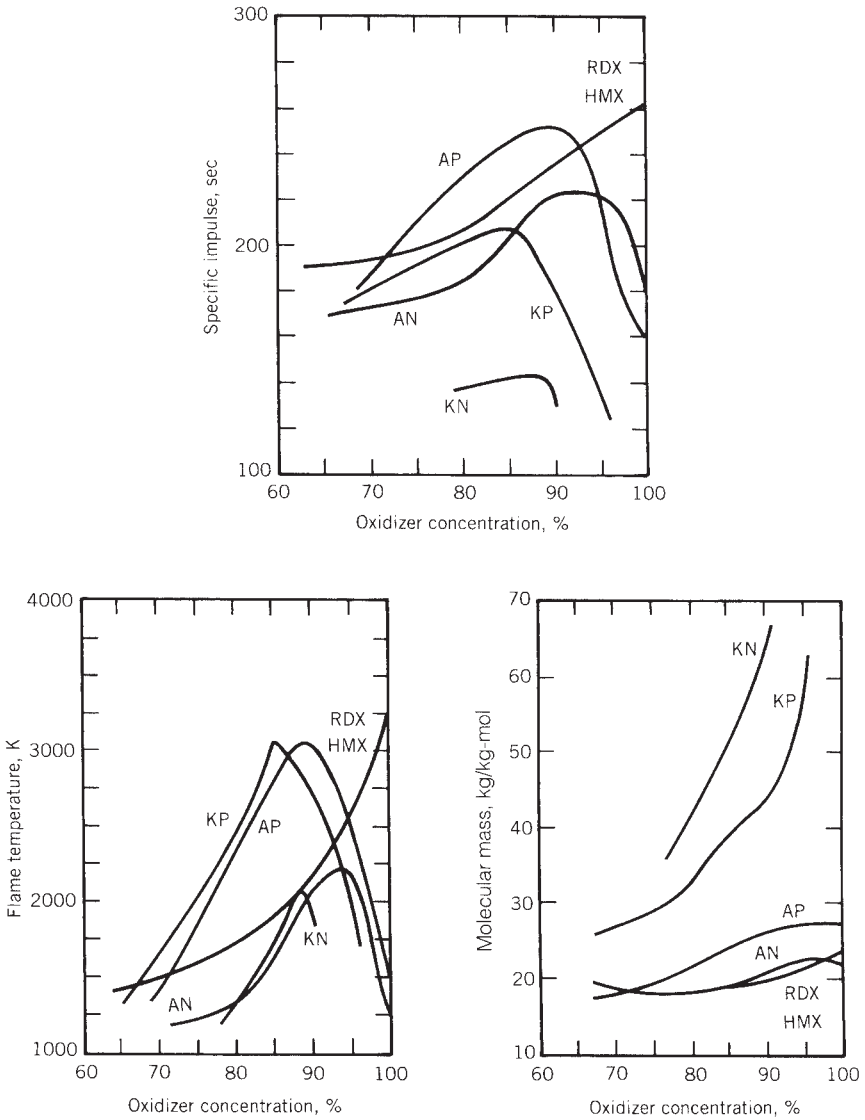 300
RDX
HMX
AP
Specific impulse, sec
200
AN
KP
KN
100
60 70 80 90 100
Oxidizer concentration, %
4000
RDX
HMX
3000
KP
AP
Flame temperature, K
2000
KN
AN
1000
60 70 80 90 100
Oxidizer concentration, %
70
KN
60
KP
50
Molecular mass, kg/kg-mol
40
30
AP
AN
20
RDX
HMX
10
60 70 80 90 100
Oxidizer concentration, %